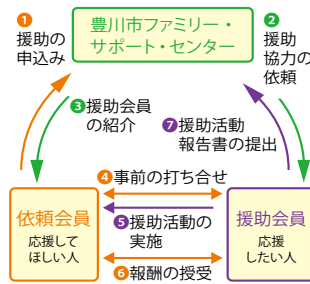 ❶
援助の
申込み
豊川市ファミリー・
サポート・センター
❷
援助
協力の
依頼
❸援助会員
の紹介
❼援助活動
報告書の提出
❹事前の打ち合せ
依頼会員
応援して
ほしい人
❺援助活動の
実施
援助会員
応援
したい人
❻報酬の授受